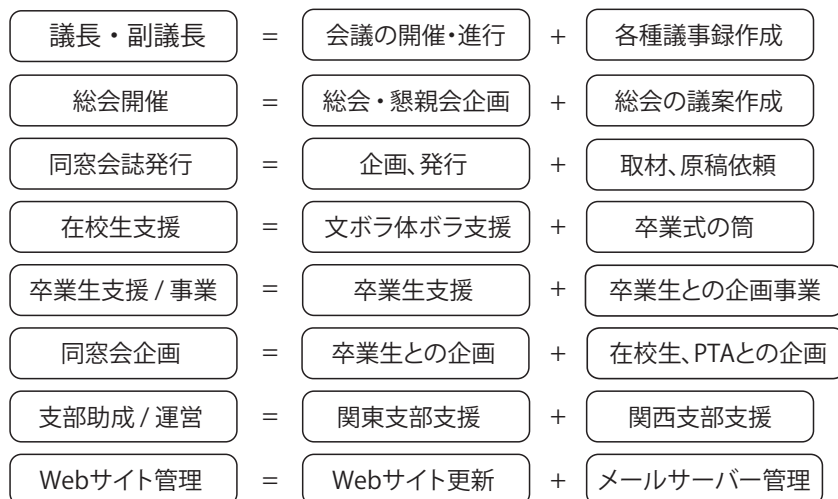 議長・副議長 = 会議の開催・進行 + 各種議事録作成
総会開催 = 総会・懇親会企画 + 総会の議案作成
同窓会誌発行 = 企画、発行 + 取材、原稿依頼
在校生支援 = 文ボラ体ボラ支援 + 卒業式の筒
卒業生支援 / 事業 = 卒業生支援 + 卒業生との企画事業
同窓会企画 = 卒業生との企画 + 在校生、PTAとの企画
支部助成 / 運営 = 関東支部支援 + 関西支部支援
Webサイト管理 = Webサイト更新 + メールサーバー管理